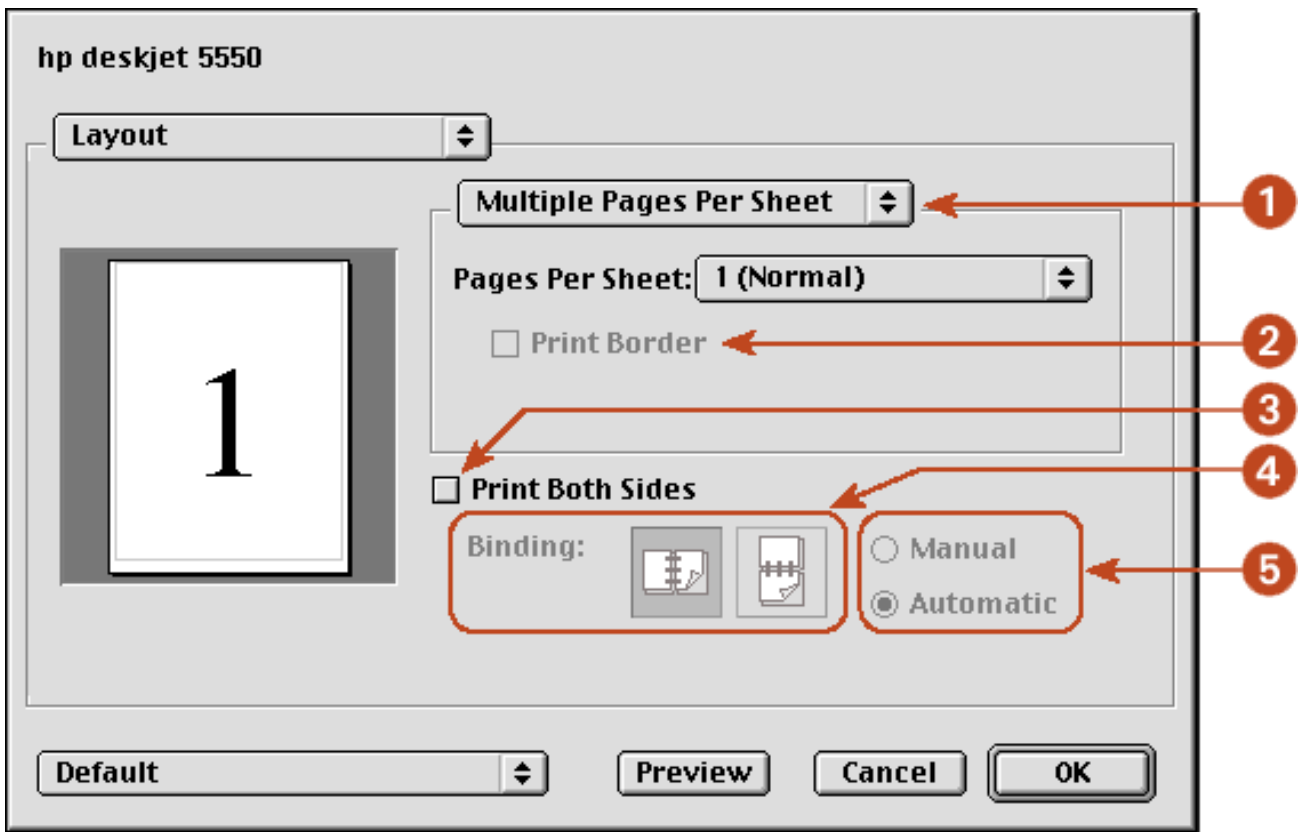 hp deskjet 5550
Layout
Multiple Pages Per Sheet
1
Pages Per Sheet: 1 (Normal)
Print Border
2
1
3
Print Both Sides
4
Binding:
Manual
Automatic
5
Default
Preview
Cancel
OK